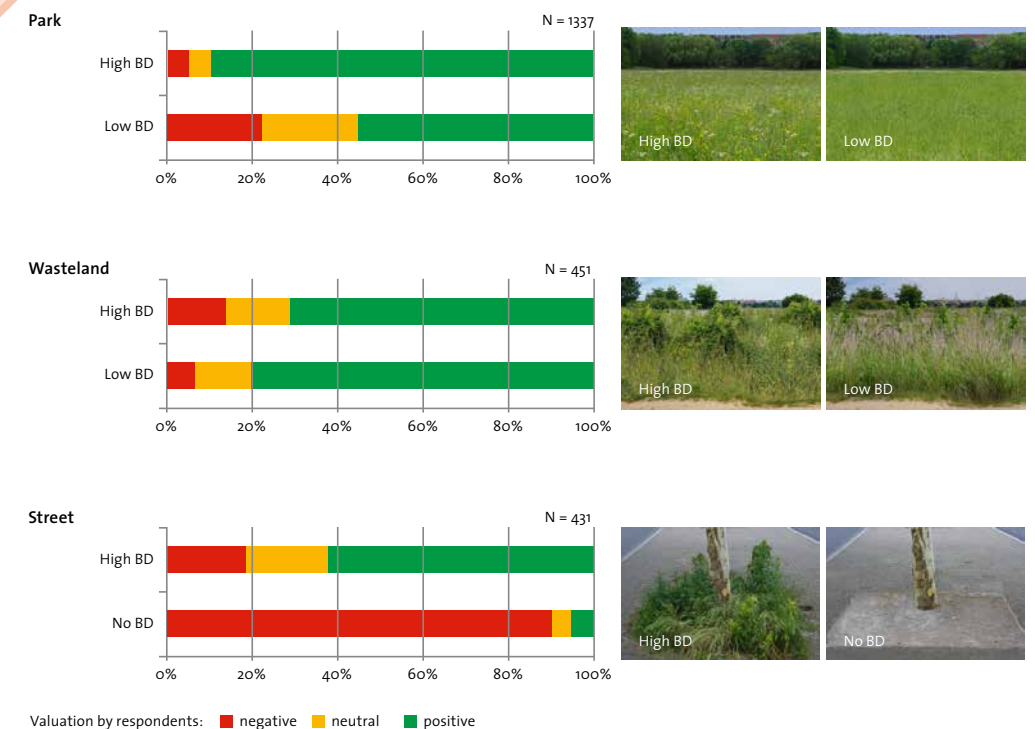 Park
N = 1337
High BD
Low BD
0% 20% 40% 60% 80% 100%
High BD
Low BD
Wasteland
N = 451
High BD
Low BD
0% 20% 40% 60% 80% 100%
High BD
Low BD
Street
N = 431
High BD
No BD
0% 20% 40% 60% 80% 100%
High BD
No BD
Valuation by respondents: negative neutral positive